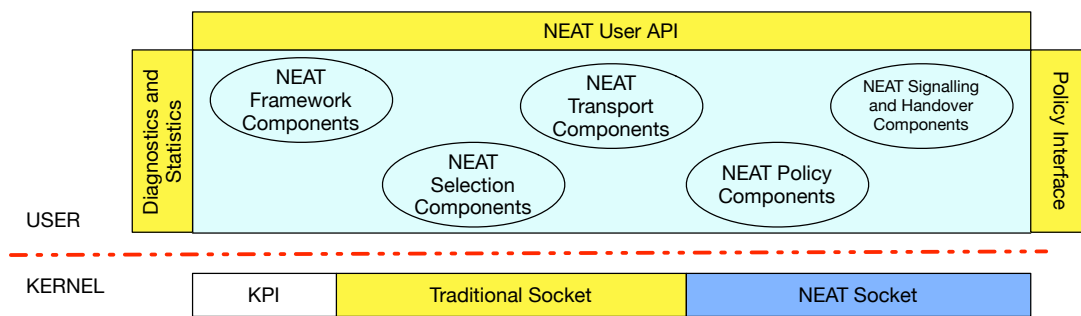 NEAT User API
Diagnostics and
Statistics
NEAT
Framework
Components
NEAT
Transport
Components
NEAT Signalling
and Handover
Components
NEAT
Selection
Components
NEAT Policy
Components
Policy Interface
USER
KERNEL
KPI
Traditional Socket
NEAT Socket